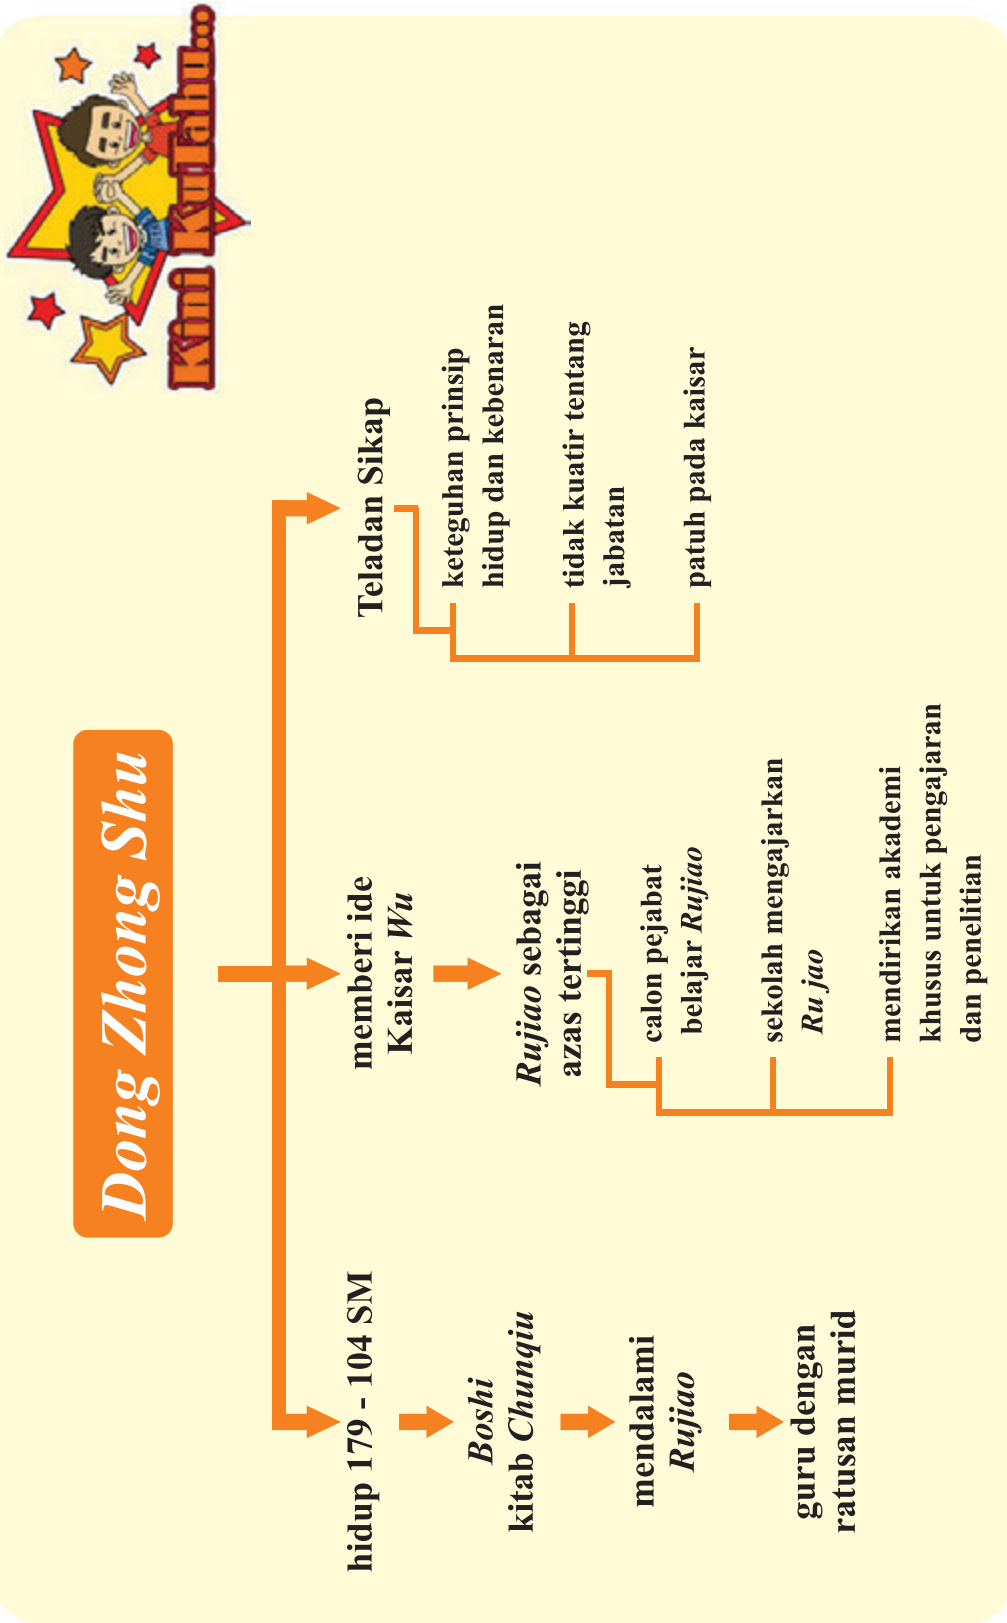 Kini KuTahu...
Dong Zhong Shu
hidup 179 - 104 SM
Boshi
kitab Chunqiu
mendalami
Rujiao
guru dengan
ratusan murid
memberi ide
Kaisar Wu
Rujiao sebagai
azas tertinggi
calon pejabat
belajar Rujiao
sekolah mengajarkan
Ru jao
mendirikan akademi
khusus untuk pengajaran
dan penelitian
Teladan Sikap
keteguhan prinsip
hidup dan kebenaran
tidak kuatir tentang
jabatan
patuh pada kaisar